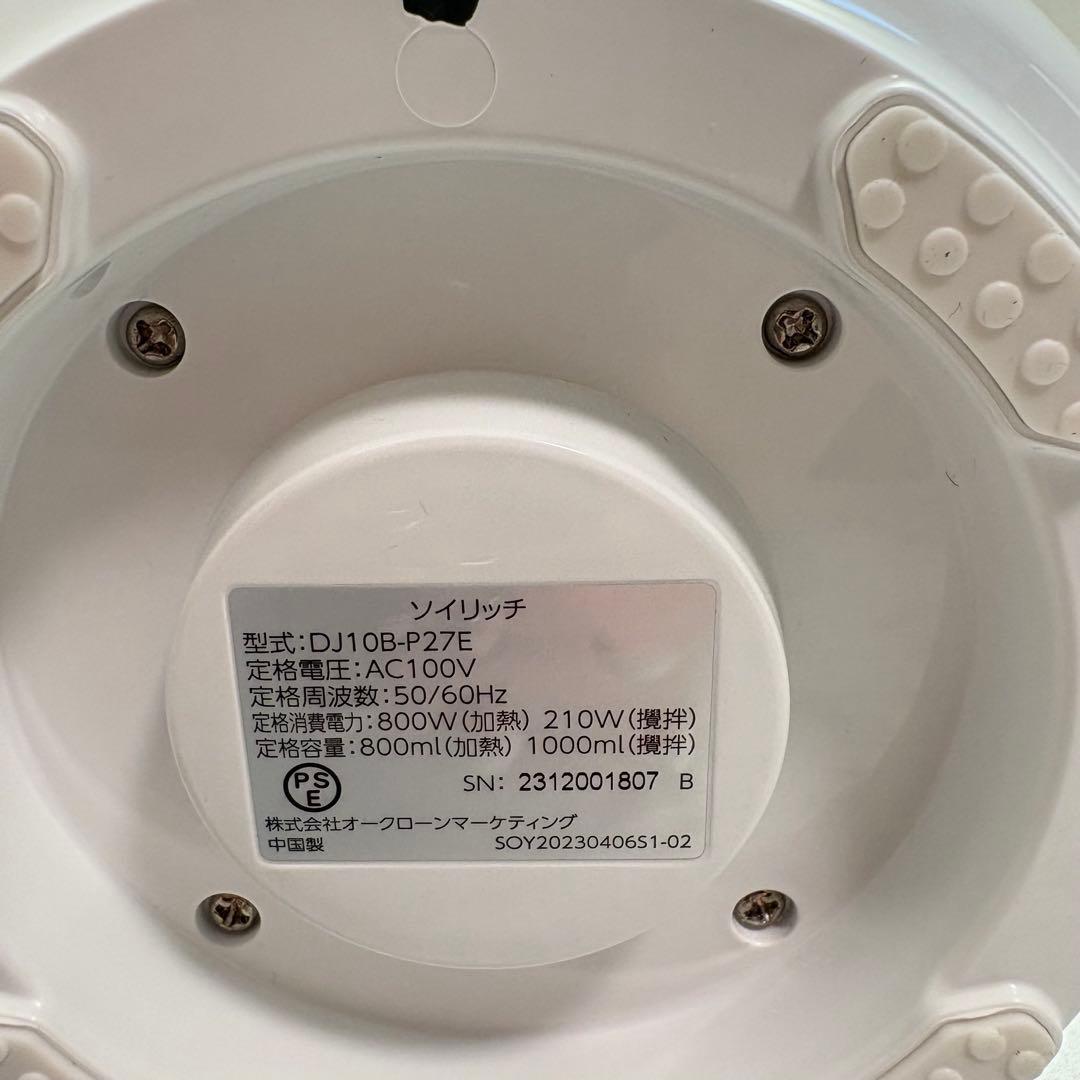 ソイリッチ
型式:DJ10B-P27E
定格電圧:AC100V
定格周波数:50/60Hz
定格消費電力:800W(加熱) 210W(攪拌)
定格容量:800ml(加熱) 1000ml(攪拌)
PSE
SN: 2312001807 B
株式会社オークローンマーケティング
中国製 SOY20230406S1-02